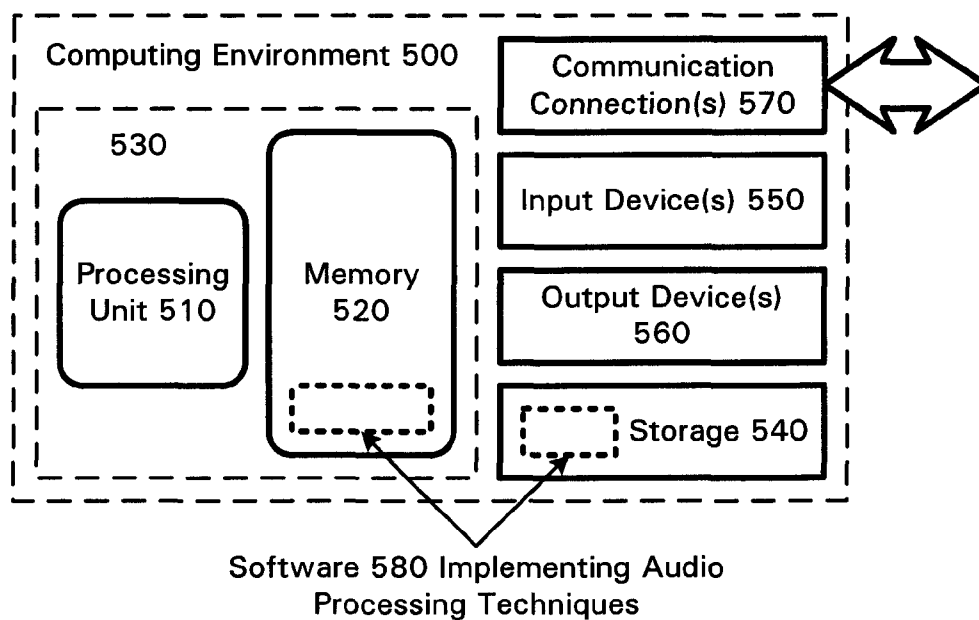 Computing Environment 500
530
Processing
Unit 510
Memory
520
Communication
Connection(s) 570
Input Device(s) 550
Output Device(s)
560
Storage 540
Software 580 Implementing Audio
Processing Techniques